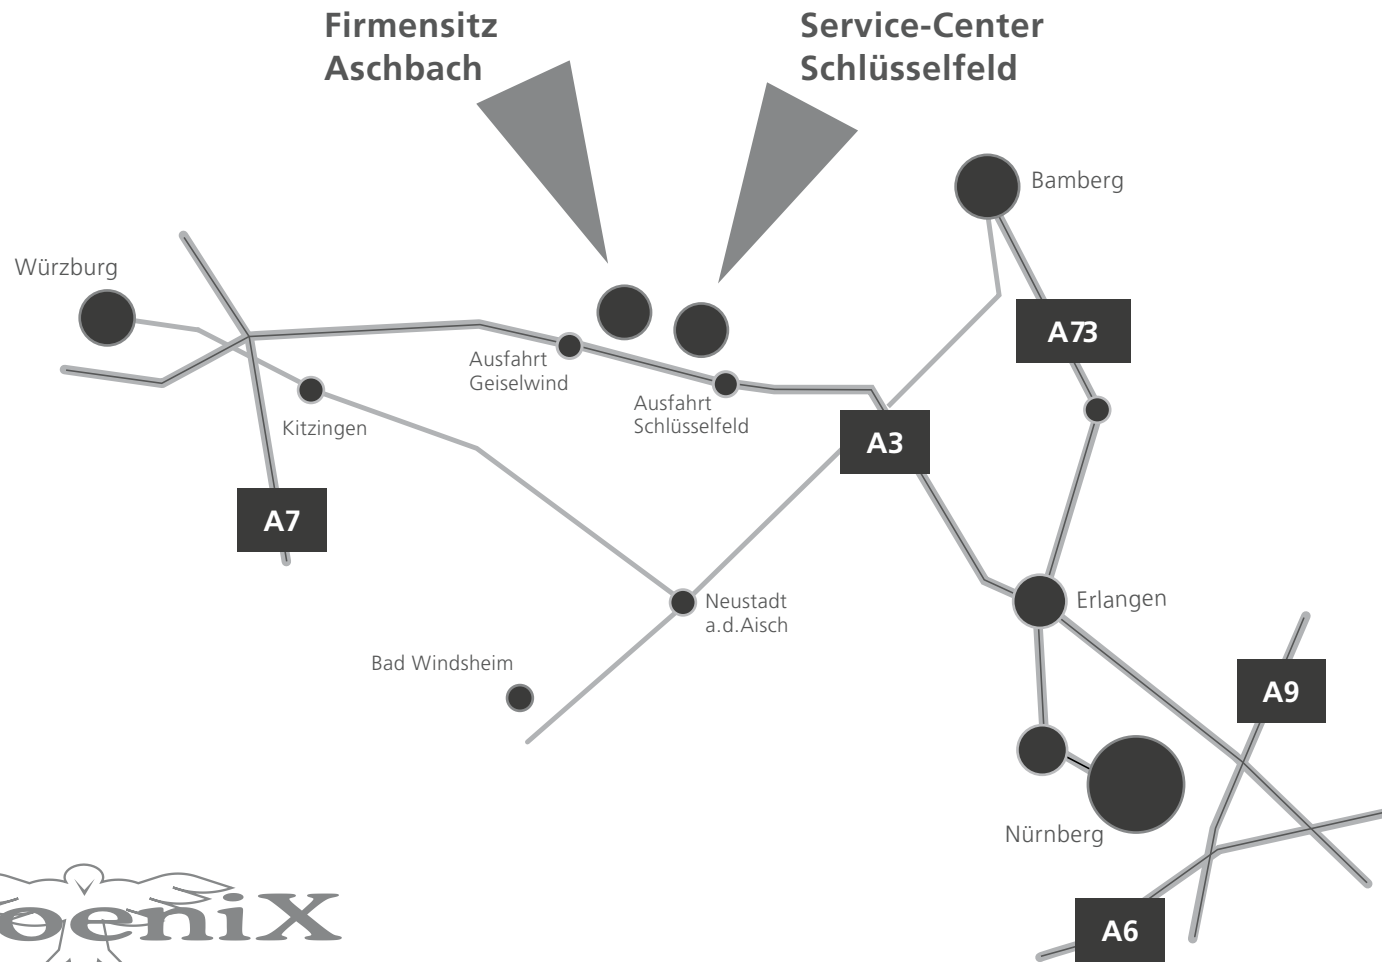 Firmensitz
Aschbach
Service-Center
Schlüsselfeld
Bamberg
Würzburg
A73
Ausfahrt
Geiselwind
Ausfahrt
Schlüsselfeld
Kitzingen
A3
A7
Neustadt
a.d.Aisch
Erlangen
Bad Windsheim
A9
Nürnberg
oeniX
A6